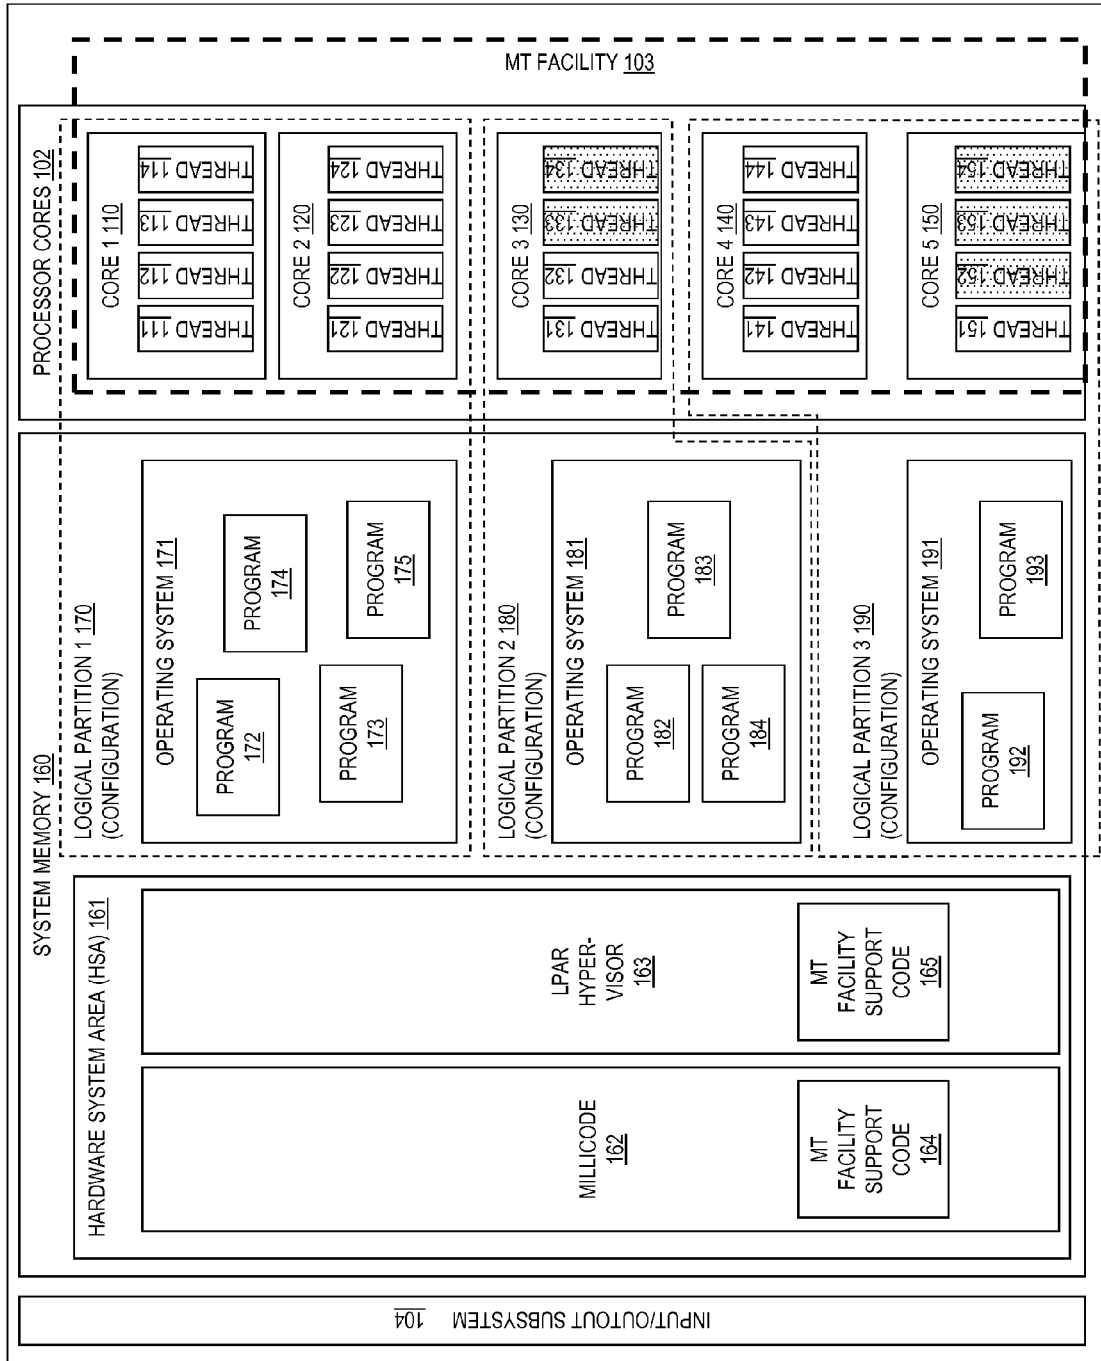 MT FACILITY 103
PROCESSOR CORES 102
CORE 1 110
THREAD 111
THREAD 112
THREAD 113
THREAD 114
CORE 2 120
THREAD 121
THREAD 122
THREAD 123
THREAD 124
CORE 3 130
THREAD 131
THREAD 132
THREAD 133
THREAD 134
CORE 4 140
THREAD 141
THREAD 142
THREAD 143
THREAD 144
CORE 5 150
THREAD 151
THREAD 152
THREAD 153
THREAD 154
SYSTEM MEMORY 160
LOGICAL PARTITION 1 170
(CONFIGURATION)
OPERATING SYSTEM 171
PROGRAM
172
PROGRAM
174
PROGRAM
173
PROGRAM
175
LOGICAL PARTITION 2 180
(CONFIGURATION)
OPERATING SYSTEM 181
PROGRAM
182
PROGRAM
183
PROGRAM
184
LOGICAL PARTITION 3 190
(CONFIGURATION)
OPERATING SYSTEM 191
PROGRAM
192
PROGRAM
193
HARDWARE SYSTEM AREA (HSA) 161
LPAR
HYPER-
VISOR
163
MT
FACILITY
SUPPORT
CODE
165
MILLICODE
162
MT
FACILITY
SUPPORT
CODE
164
INPUT/OUTOUT SUBSYSTEM 104